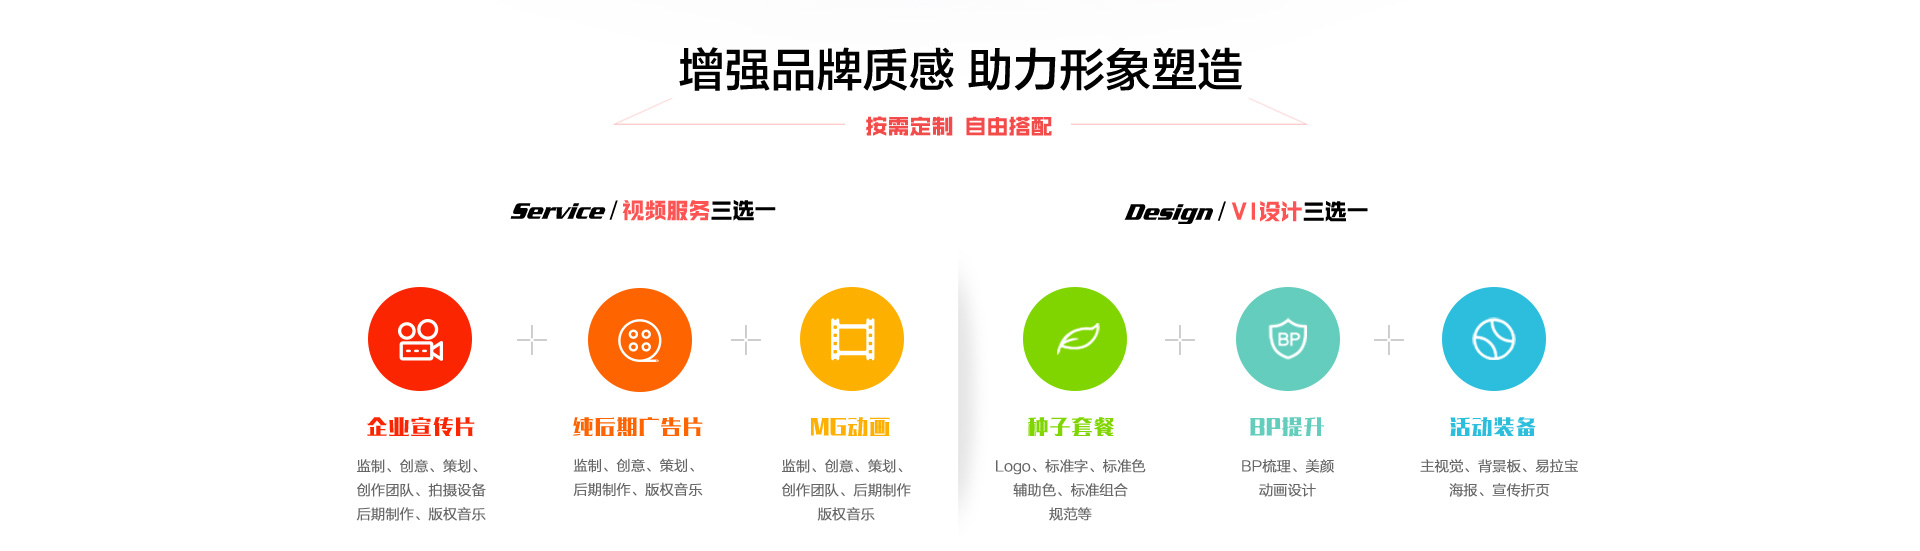 增强品牌质感 助力形象塑造
按需定制 自由搭配
Service / 视频服务三选一
企业宣传片
监制、创意、策划、
创作团队、拍摄设备
后期制作、版权音乐
纯后期广告片
监制、创意、策划、
后期制作、版权音乐
MG动画
监制、创意、策划、
创作团队、后期制作
版权音乐
Design / VI设计三选一
种子套餐
Logo、标准字、标准色
辅助色、标准组合
规范等
BP
BP提升
BP梳理、美颜
动画设计
活动装备
主视觉、背景板、易拉宝
海报、宣传折页